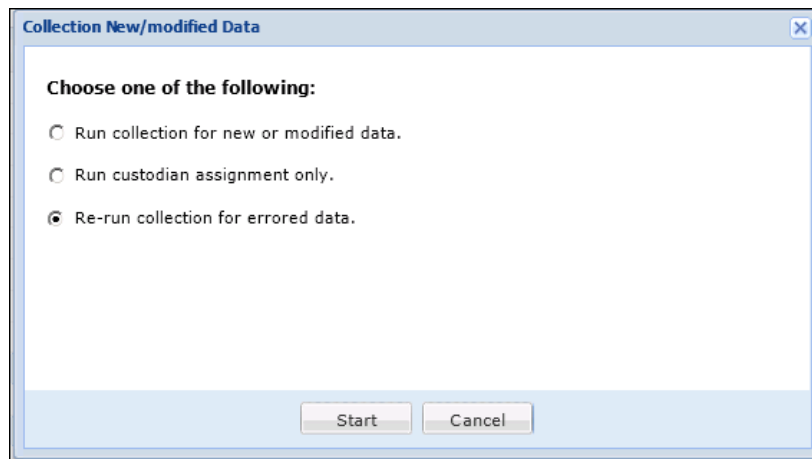 Collection New/modified Data
Choose one of the following:
Run collection for new or modified data.
Run custodian assignment only.
Re-run collection for errored data.
Start Cancel